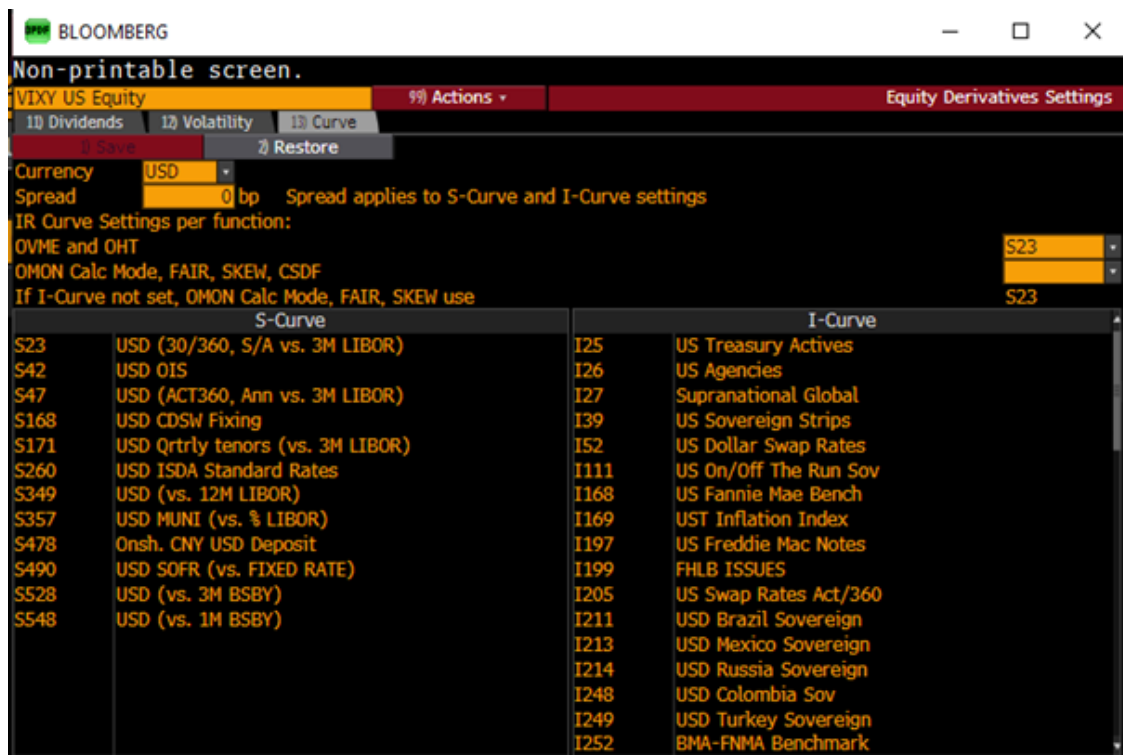 BLOOMBERG
Non-printable screen.
VIXY US Equity 99) Actions Equity Derivatives Settings
11) Dividends 12) Volatility 13) Curve
1) Save 2) Restore
Currency USD
Spread 0 bp Spread applies to S-Curve and I-Curve settings
IR Curve Settings per function:
OVME and OHT S23
OMON Calc Mode, FAIR, SKEW, CSDF
If I-Curve not set, OMON Calc Mode, FAIR, SKEW use S23
S-Curve I-Curve
S23 USD (30/360, S/A vs. 3M LIBOR) I25 US Treasury Actives
S42 USD OIS I26 US Agencies
S47 USD (ACT360, Ann vs. 3M LIBOR) I27 Supranational Global
S168 USD CDSW Fixing I39 US Sovereign Strips
S171 USD Qrtrly tenors (vs. 3M LIBOR) I52 US Dollar Swap Rates
S260 USD ISDA Standard Rates I111 US On/Off The Run Sov
S349 USD (vs. 12M LIBOR) I168 US Fannie Mae Bench
S357 USD MUNI (vs. % LIBOR) I169 UST Inflation Index
S478 Onsh. CNY USD Deposit I197 US Freddie Mac Notes
S490 USD SOFR (vs. FIXED RATE) I199 FHLB ISSUES
S528 USD (vs. 3M BSBY) I205 US Swap Rates Act/360
S548 USD (vs. 1M BSBY) I211 USD Brazil Sovereign
I213 USD Mexico Sovereign
I214 USD Russia Sovereign
I248 USD Colombia Sov
I249 USD Turkey Sovereign
I252 BMA-FNMA Benchmark